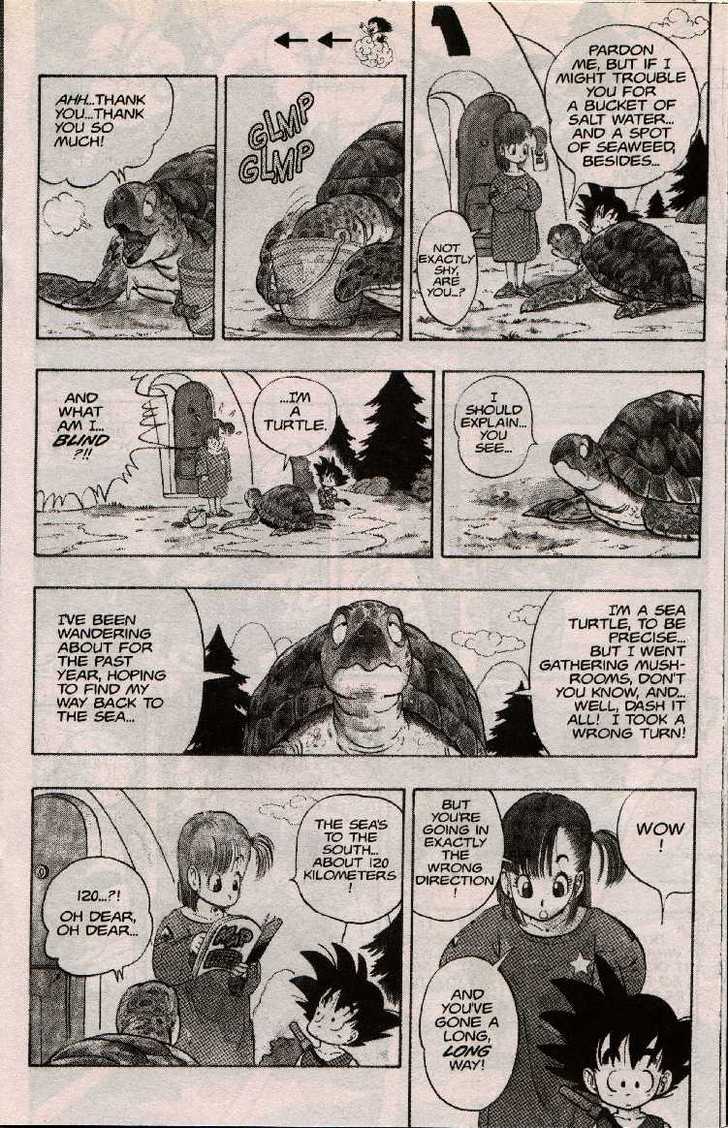 1
PARDON
ME, BUT IF I
MIGHT TROUBLE
YOU FOR
A BUCKET OF
SALT WATER...
AND A SPOT
OF SEAWEED,
BESIDES...
NOT
EXACTLY
SHY,
ARE
YOU...?
GLMP
GLMP
AHH...THANK
YOU...THANK
YOU SO
MUCH!
I
SHOULD
EXPLAIN...
YOU
SEE...
...I'M
A
TURTLE.
AND
WHAT
AM I...
BLIND
?!!
I'M A SEA
TURTLE, TO BE
PRECISE...
BUT I WENT
GATHERING MUSH-
ROOMS, DON'T
YOU KNOW, AND...
WELL, DASH IT
ALL! I TOOK A
WRONG TURN!
I'VE BEEN
WANDERING
ABOUT FOR
THE PAST
YEAR, HOPING
TO FIND MY
WAY BACK TO
THE SEA...
WOW
!
BUT
YOU'RE
GOING IN
EXACTLY
THE
WRONG
DIRECTION
!
AND
YOU'VE
GONE A
LONG,
LONG
WAY!
THE SEA'S
TO THE
SOUTH...
ABOUT 120
KILOMETERS
!
MAP
120...?!
OH DEAR,
OH DEAR...